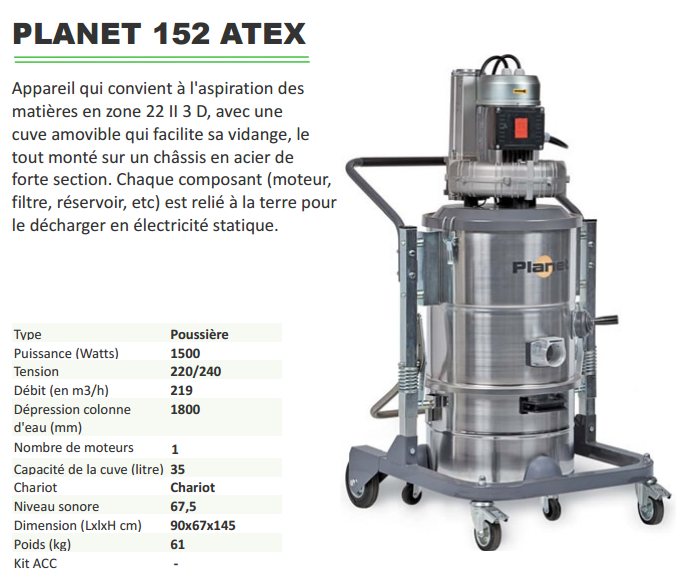 PLANET 152 ATEX
Appareil qui convient à l'aspiration des
matières en zone 22 II 3 D, avec une
cuve amovible qui facilite sa vidange, le
tout monté sur un châssis en acier de
forte section. Chaque composant (moteur,
filtre, réservoir, etc) est relié à la terre pour
le décharger en électricité statique.
Planet
Type Poussière
Puissance (Watts) 1500
Tension 220/240
Débit (en m3/h) 219
Dépression colonne 1800
d'eau (mm)
Nombre de moteurs 1
Capacité de la cuve (litre) 35
Chariot Chariot
Niveau sonore 67,5
Dimension (LxlxH cm) 90x67x145
Poids (kg) 61
Kit ACC -